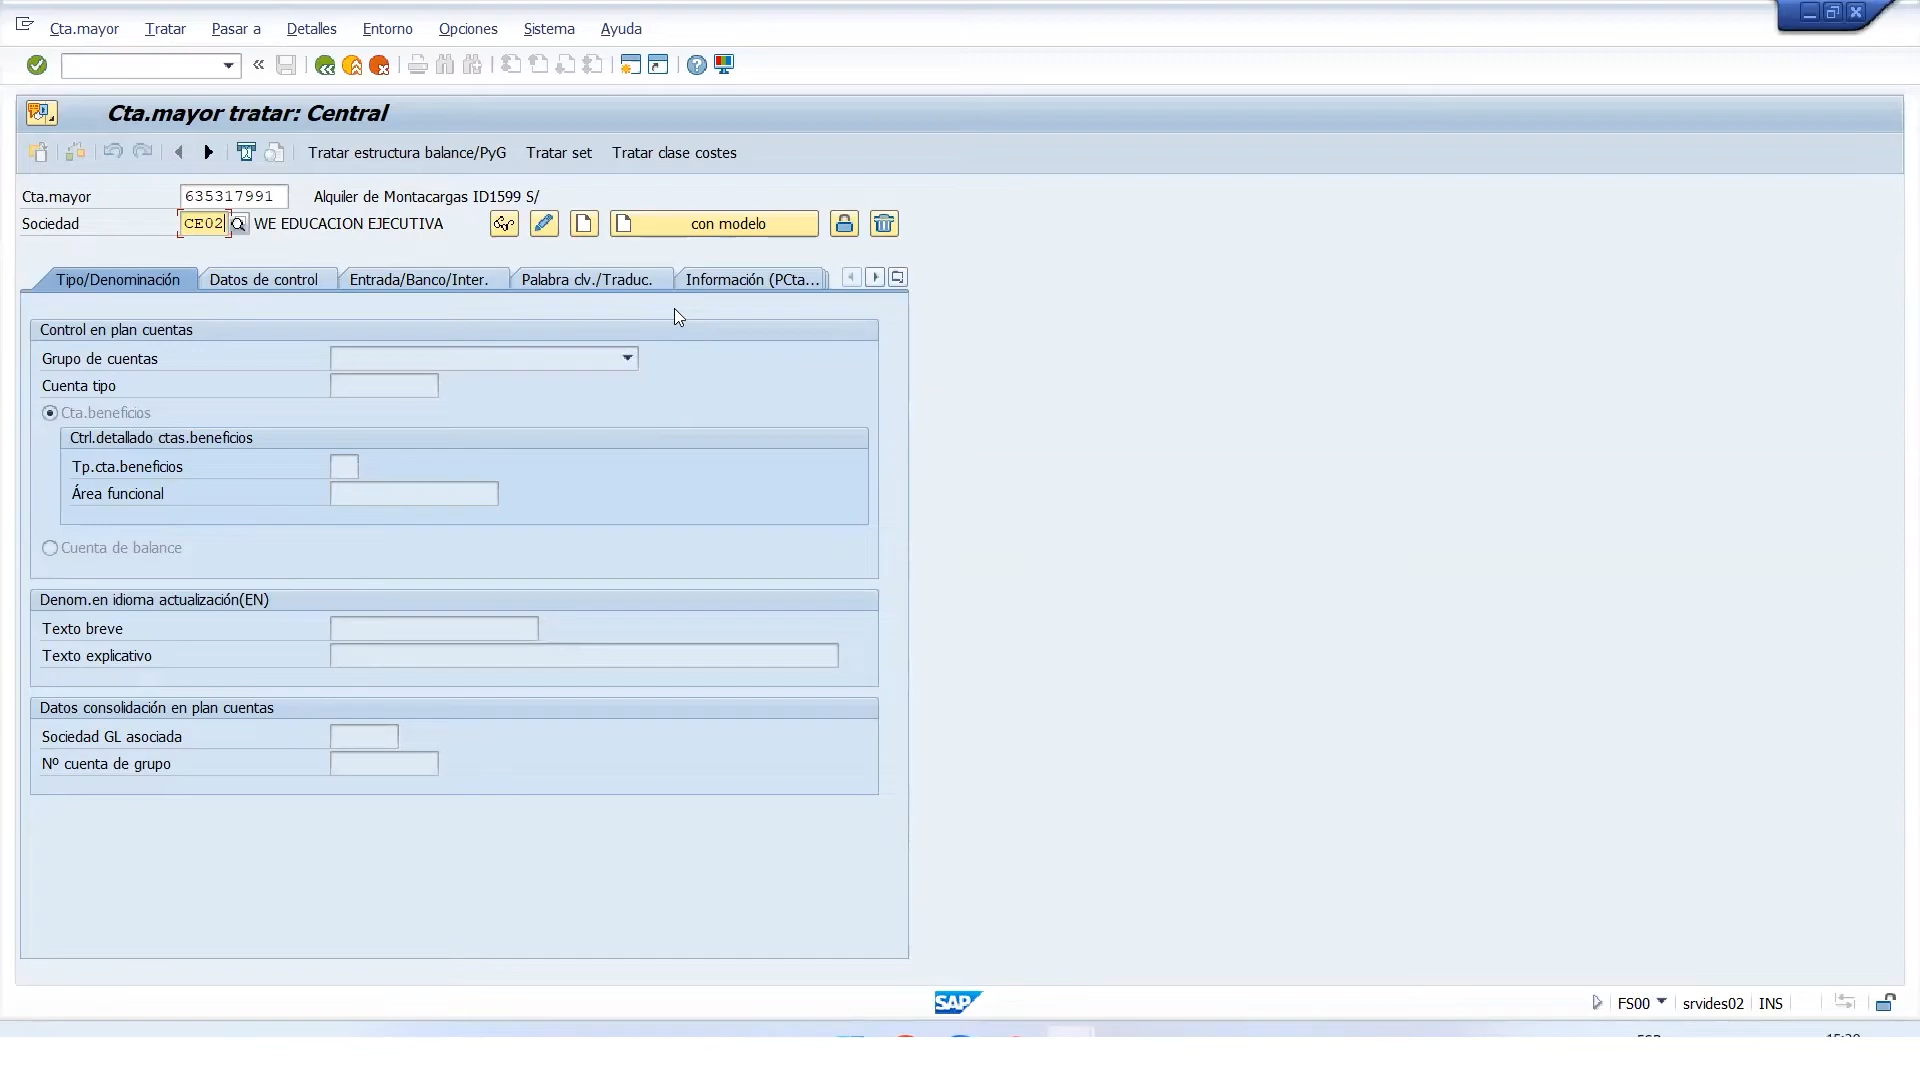 Cta.mayor Tratar Pasar a Detalles Entorno Opciones Sistema Ayuda
Cta.mayor tratar: Central
Tratar estructura balance/PyG Tratar set Tratar clase costes
Cta.mayor 635317991 Alquiler de Montacargas ID1599 S/
Sociedad CE02 WE EDUCACION EJECUTIVA con modelo
Tipo/Denominación Datos de control Entrada/Banco/Inter. Palabra clv./Traduc. Información (PCta...
Control en plan cuentas
Grupo de cuentas
Cuenta tipo
Cta.beneficios
Ctrl.detallado ctas.beneficios
Tp.cta.beneficios
Área funcional
Cuenta de balance
Denom.en idioma actualización(EN)
Texto breve
Texto explicativo
Datos consolidación en plan cuentas
Sociedad GL asociada
Nº cuenta de grupo
SAP FS00 srvides02 INS